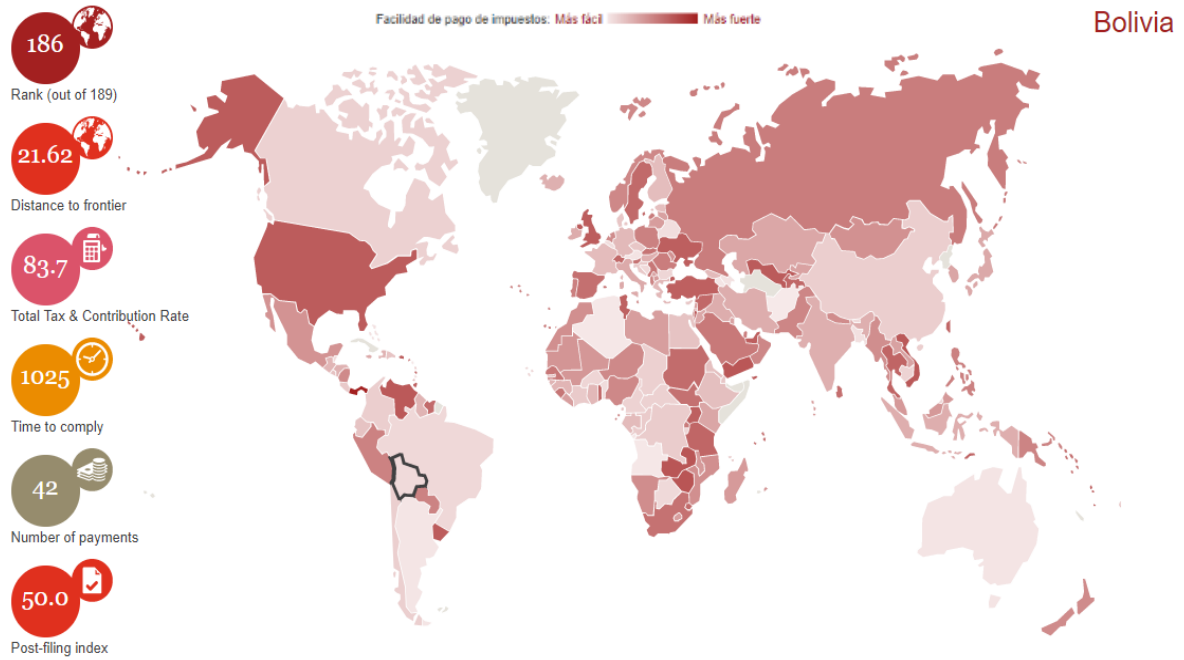 Facilidad de pago de impuestos: Más fácil Más fuerte
Bolivia
186
Rank (out of 189)
21.62
Distance to frontier
83.7
Total Tax & Contribution Rate
1025
Time to comply
42
Number of payments
50.0
Post-filing index